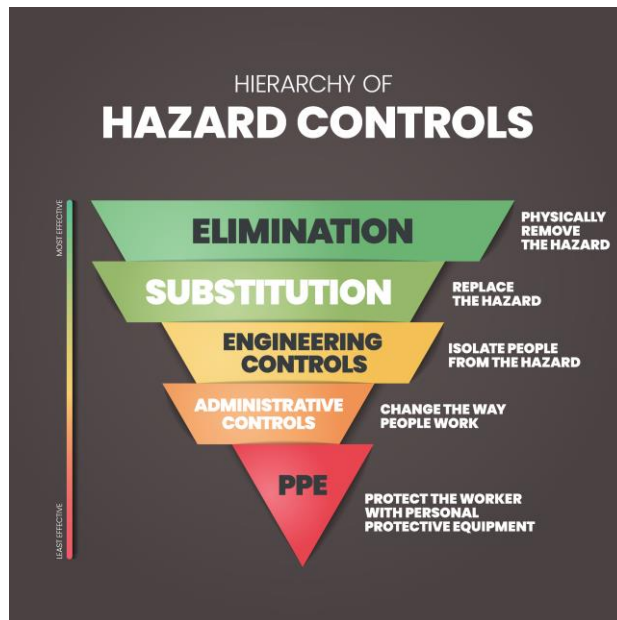 HIERARCHY OF
HAZARD CONTROLS
MOST EFFECTIVE
ELIMINATION
PHYSICALLY
REMOVE
THE HAZARD
SUBSTITUTION
REPLACE
THE HAZARD
ENGINEERING
CONTROLS
ISOLATE PEOPLE
FROM THE HAZARD
ADMINISTRATIVE
CONTROLS
CHANGE THE WAY
PEOPLE WORK
PPE
PROTECT THE WORKER
WITH PERSONAL
PROTECTIVE EQUIPMENT
LEAST EFFECTIVE